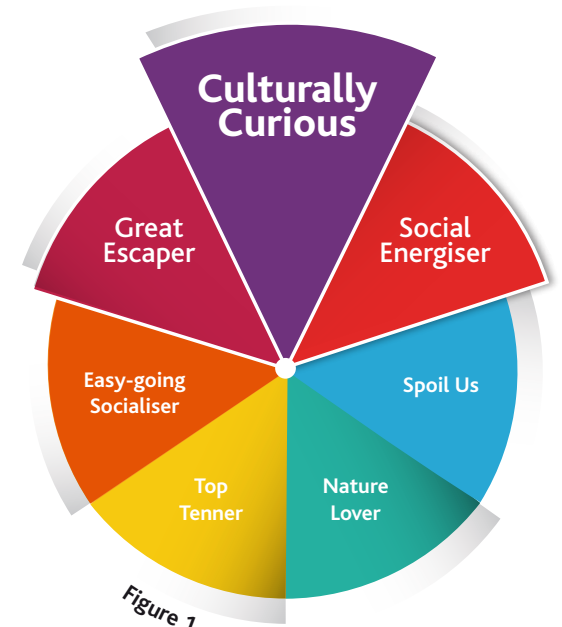 Culturally
Curious
Great
Escaper
Social
Energiser
Easy-going
Socialiser
Spoil Us
Top
Tenner
Nature
Lover
Figure 1